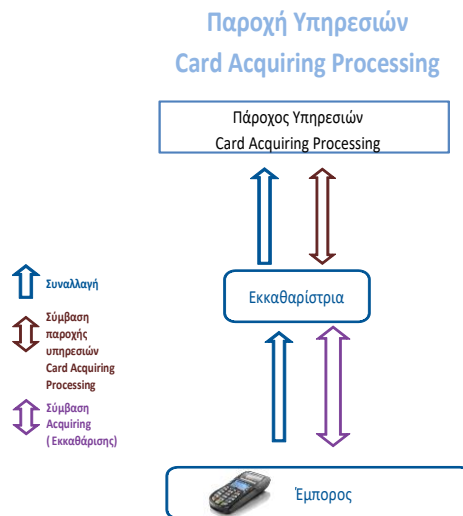 Παροχή Υπηρεσιών
Card Acquiring Processing
Πάροχος Υπηρεσιών
Card Acquiring Processing
Συναλλαγή
Εκκαθαρίστρια
Σύμβαση
παροχής
υπηρεσιών
Card Acquiring
Processing
Σύμβαση
Acquiring
(Εκκαθάρισης)
Έμπορος